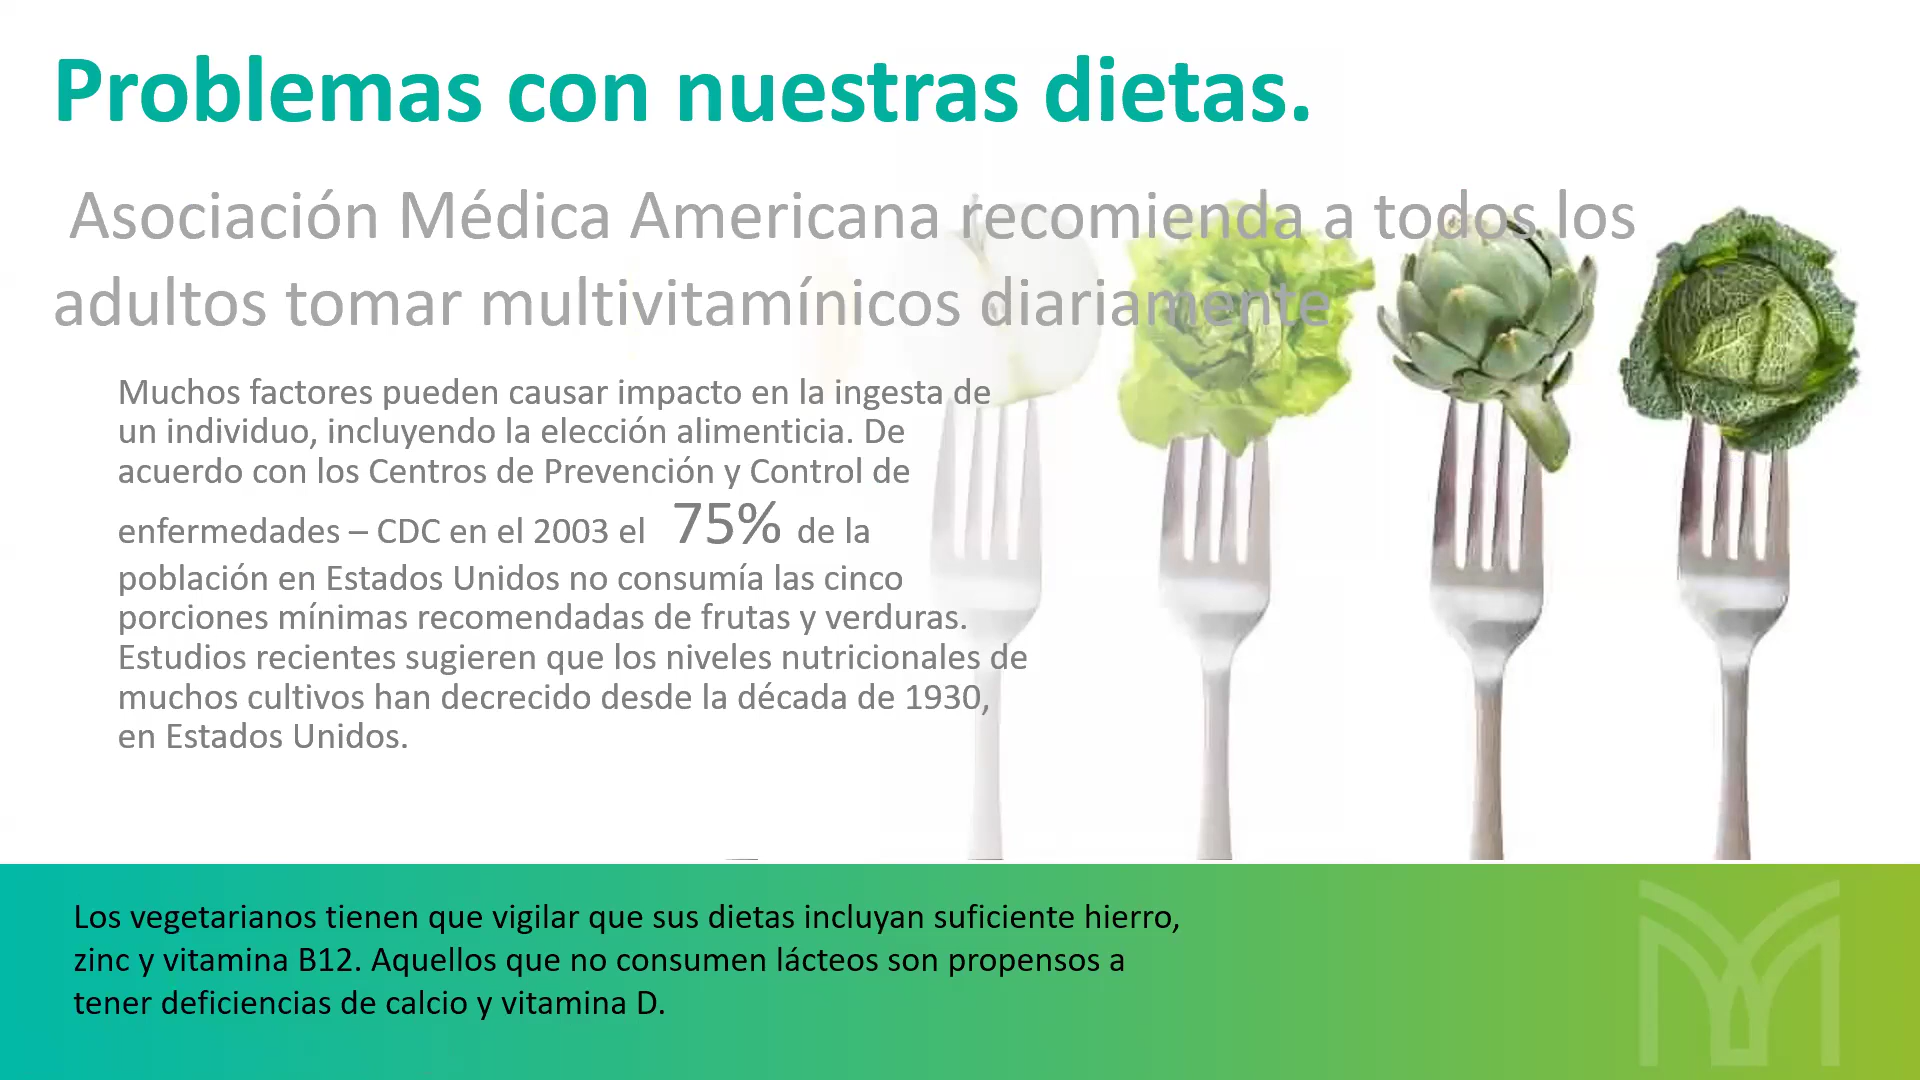 Problemas con nuestras dietas.
Asociación Médica Americana recomienda a todos los
adultos tomar multivitamínicos diariamente
Muchos factores pueden causar impacto en la ingesta de
un individuo, incluyendo la elección alimenticia. De
acuerdo con los Centros de Prevención y Control de
enfermedades – CDC en el 2003 el 75% de la
población en Estados Unidos no consumía las cinco
porciones mínimas recomendadas de frutas y verduras.
Estudios recientes sugieren que los niveles nutricionales de
muchos cultivos han decrecido desde la década de 1930,
en Estados Unidos.
Los vegetarianos tienen que vigilar que sus dietas incluyan suficiente hierro,
zinc y vitamina B12. Aquellos que no consumen lácteos son propensos a
tener deficiencias de calcio y vitamina D.